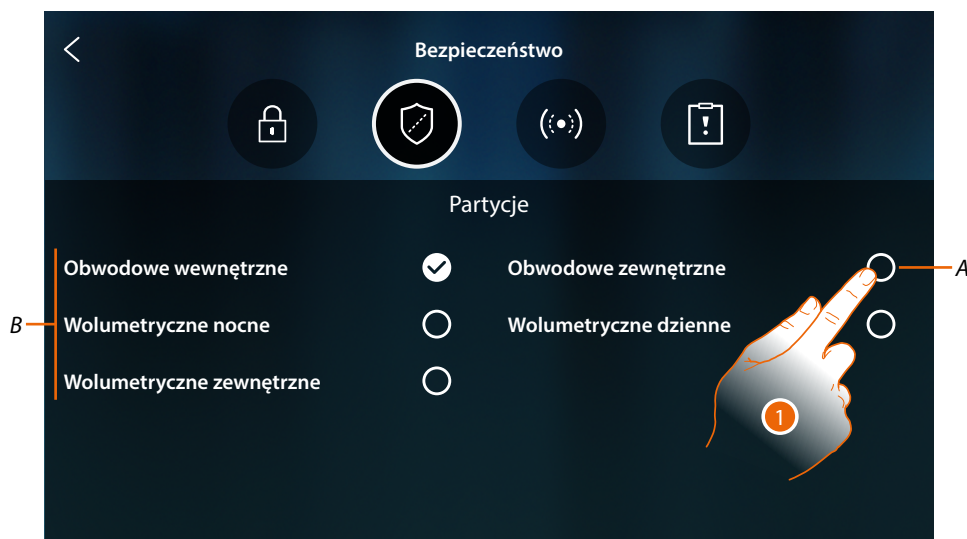 Bezpieczeństwo
Partycje
Obwodowe wewnętrzne
Obwodowe zewnętrzne
A
B
Wolumetryczne nocne
Wolumetryczne dzienne
Wolumetryczne zewnętrzne
1